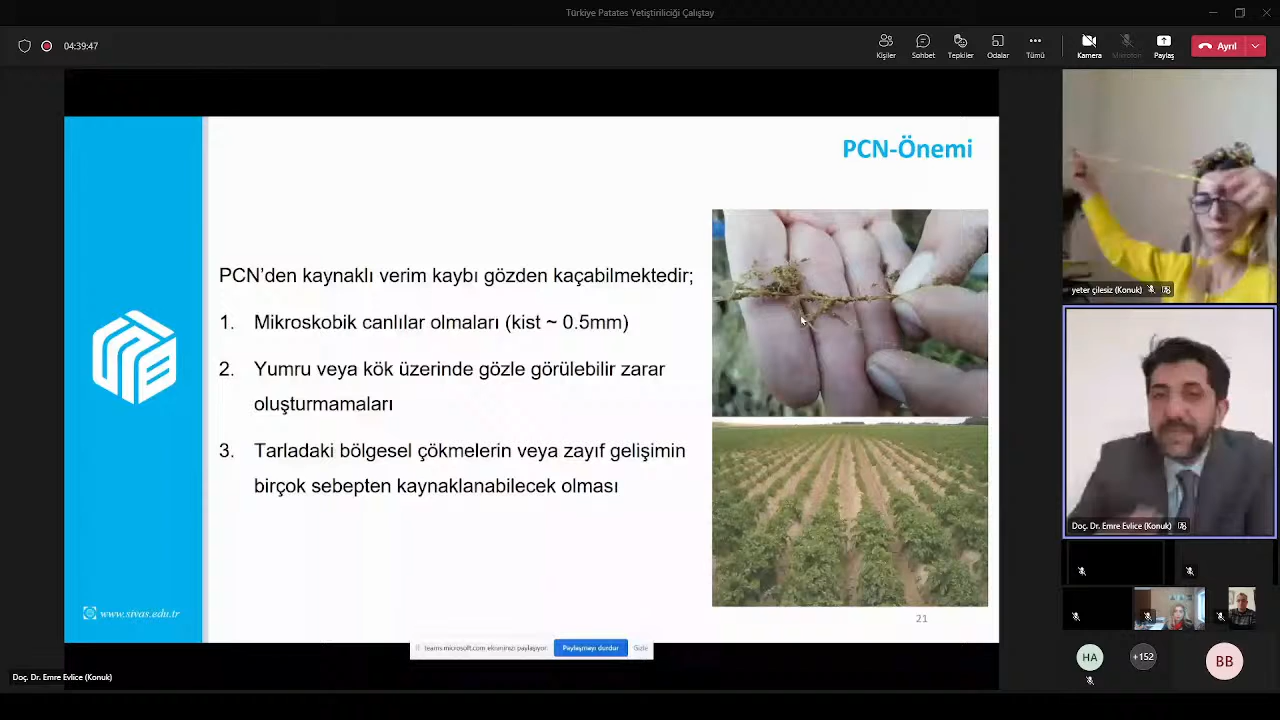 Türkiye Patates Yetiştiriciliği Çalıştay
04:39:47
Kişiler
Sohbet
Tepkiler
Odalar
Tümü
Kamera
Mikrofon
Paylaş
Ayrıl
PCN-Önemi
PCN’den kaynaklı verim kaybı gözden kaçabilmektedir;
1. Mikroskobik canlılar olmaları (kist ~ 0.5mm)
2. Yumru veya kök üzerinde gözle görülebilir zarar
oluşturmamaları
3. Tarladaki bölgesel çökmelerin veya zayıf gelişimin
birçok sebepten kaynaklanabilecek olması
www.sivas.edu.tr
21
teams.microsoft.com ekranınızı paylaşıyor.
Paylaşmayı durdur
Gizle
yeter çilesiz (Konuk)
Doç. Dr. Emre Evlice (Konuk)
HA
+152
BB
Doç. Dr. Emre Evlice (Konuk)